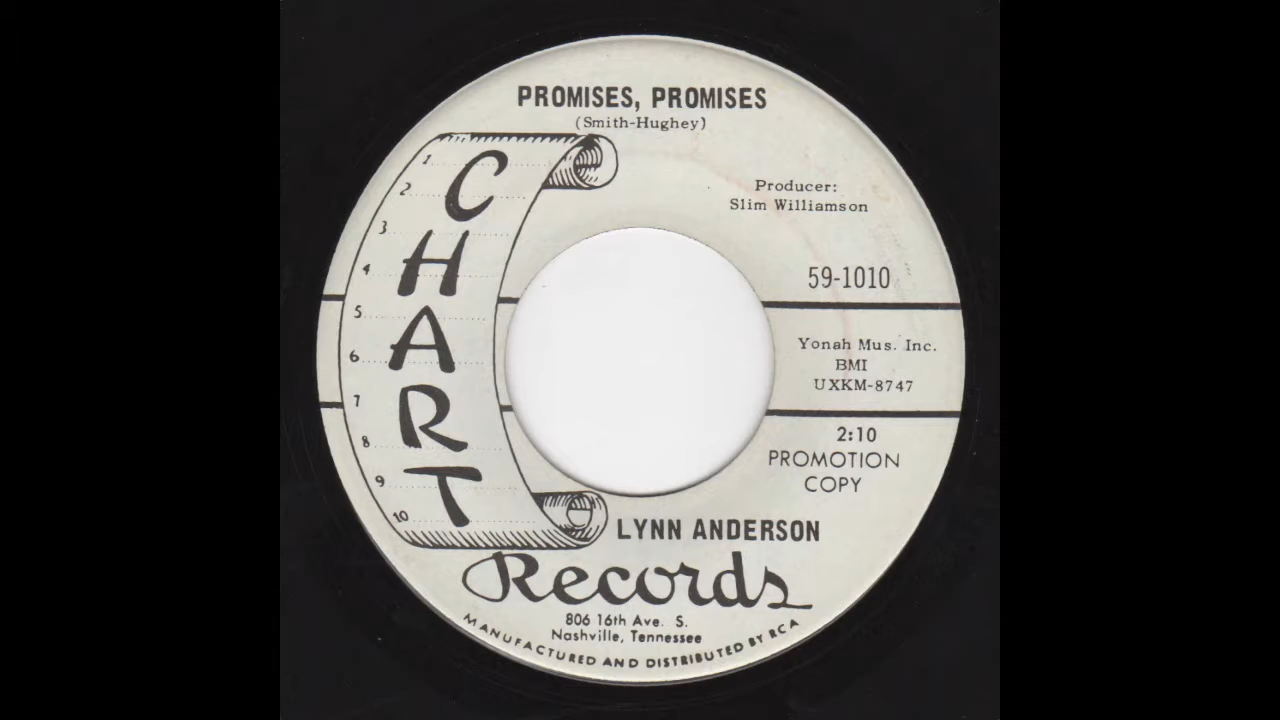 PROMISES, PROMISES
(Smith-Hughey)
Producer:
Slim Williamson
59-1010
Yonah Mus. Inc.
BMI
UXKM-8747
2:10
PROMOTION
COPY
1
2
3
4
5
6
7
8
9
10
CHART
LYNN ANDERSON
Records
806 16th Ave. S.
Nashville, Tennessee
MANUFACTURED AND DISTRIBUTED BY RCA